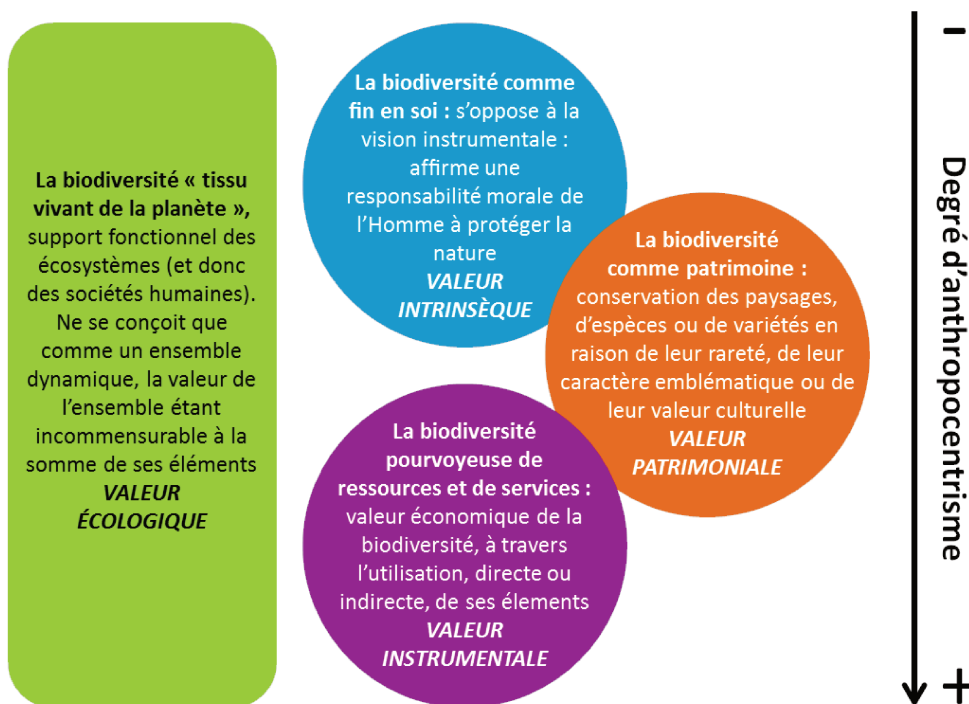 La biodiversité « tissu
vivant de la planète »,
support fonctionnel des
écosystèmes (et donc
des sociétés humaines).
Ne se conçoit que
comme un ensemble
dynamique, la valeur de
l’ensemble étant
incommensurable à la
somme de ses éléments
VALEUR
ÉCOLOGIQUE
La biodiversité comme
fin en soi : s’oppose à la
vision instrumentale :
affirme une
responsabilité morale de
l’Homme à protéger la
nature
VALEUR
INTRINSÈQUE
La biodiversité
comme patrimoine :
conservation des paysages,
d’espèces ou de variétés en
raison de leur rareté, de leur
caractère emblématique ou de
leur valeur culturelle
VALEUR
PATRIMONIALE
La biodiversité
pourvoyeuse de
ressources et de services :
valeur économique de la
biodiversité, à travers
l’utilisation, directe ou
indirecte, de ses élements
VALEUR
INSTRUMENTALE
-
Degré d’anthropocentrisme
+